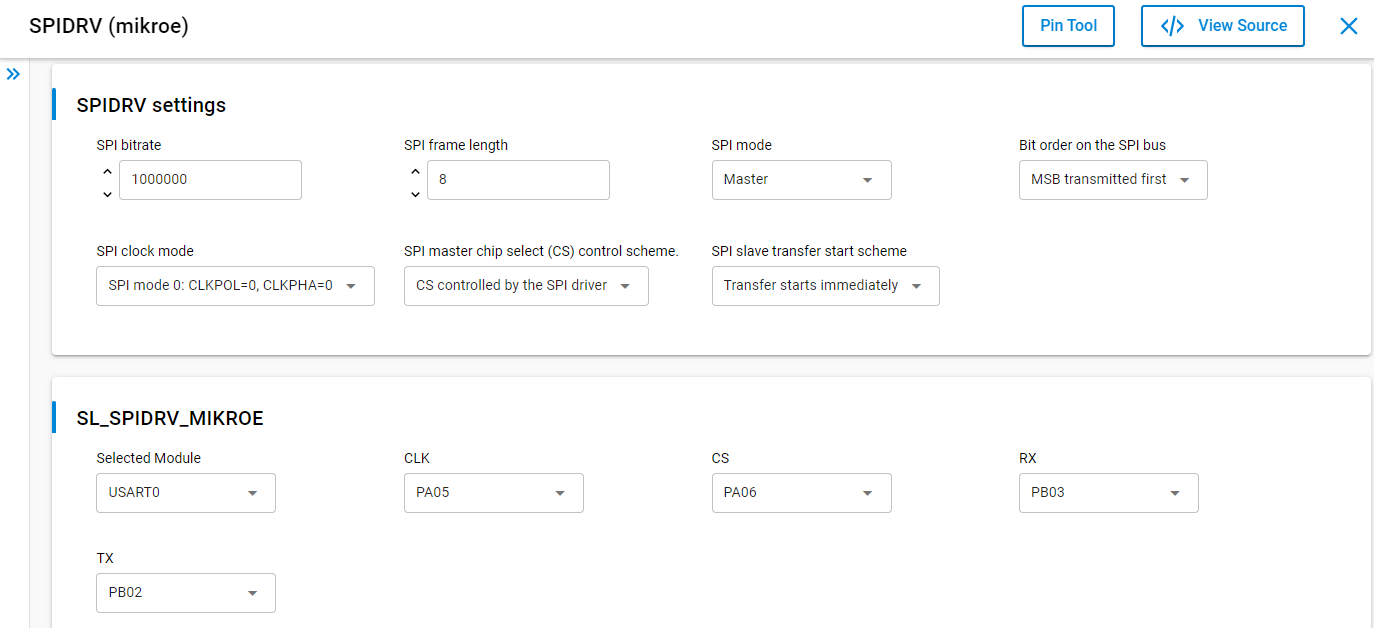 SPIDRV (mikroe)
Pin Tool
</> View Source
SPIDRV settings
SPI bitrate
SPI frame length
SPI mode
Bit order on the SPI bus
1000000
8
Master
MSB transmitted first
SPI clock mode
SPI master chip select (CS) control scheme.
SPI slave transfer start scheme
SPI mode 0: CLKPOL=0, CLKPHA=0
CS controlled by the SPI driver
Transfer starts immediately
SL_SPIDRV_MIKROE
Selected Module
CLK
CS
RX
USART0
PA05
PA06
PB03
TX
PB02